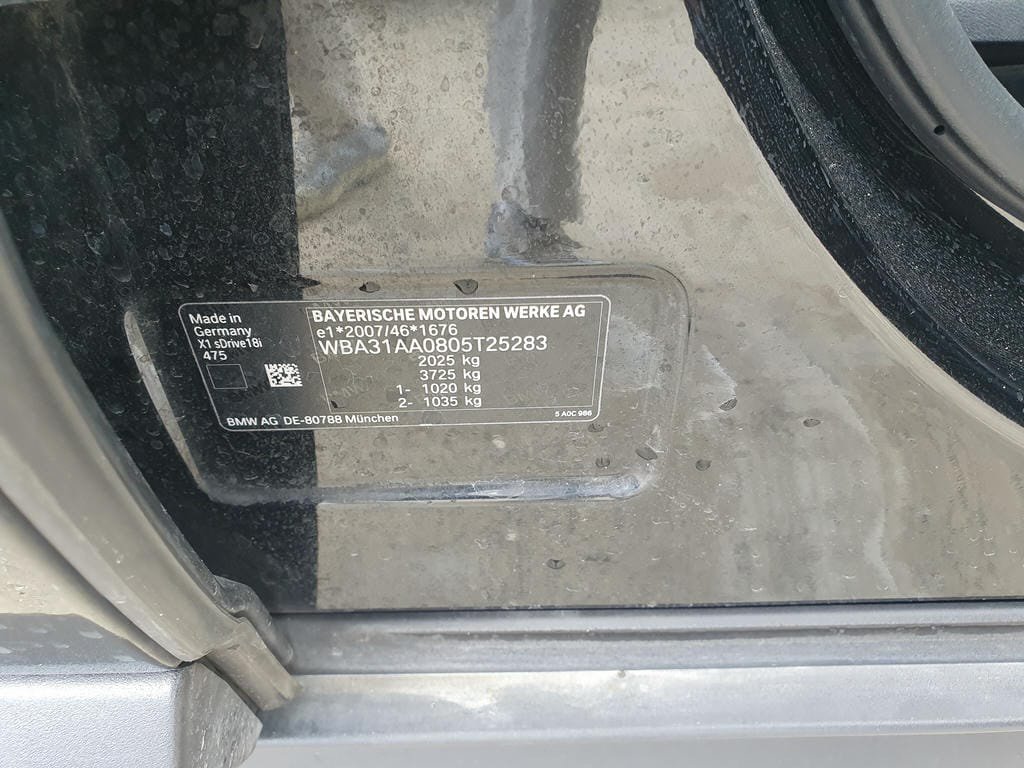 Made in
Germany
X1 sDrive18i
475
BAYERISCHE MOTOREN WERKE AG
e1*2007/46*1676
WBA31AA0805T25283
2025 kg
3725 kg
1- 1020 kg
2- 1035 kg
BMW AG DE-80788 München
5 A0C 986